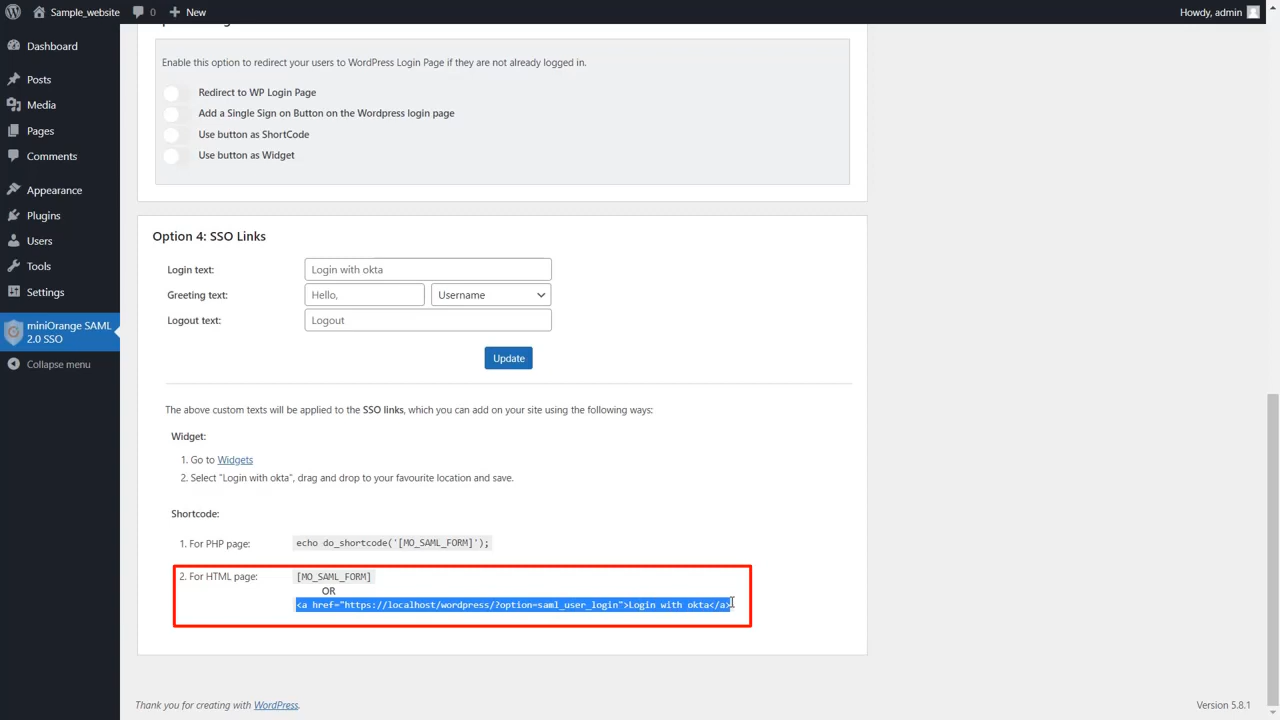 Sample_website 0 New Howdy, admin
Dashboard
Posts
Media
Pages
Comments
Appearance
Plugins
Users
Tools
Settings
miniOrange SAML
2.0 SSO
Collapse menu
Enable this option to redirect your users to WordPress Login Page if they are not already logged in.
Redirect to WP Login Page
Add a Single Sign on Button on the Wordpress login page
Use button as ShortCode
Use button as Widget
Option 4: SSO Links
Login text: Login with okta
Greeting text: Hello, Username
Logout text: Logout
Update
The above custom texts will be applied to the SSO links, which you can add on your site using the following ways:
Widget:
1. Go to Widgets
2. Select "Login with okta", drag and drop to your favourite location and save.
Shortcode:
1. For PHP page: echo do_shortcode('[MO_SAML_FORM]');
2. For HTML page: [MO_SAML_FORM]
OR
<a href="https://localhost/wordpress/?option=saml_user_login">Login with okta</a>
Thank you for creating with WordPress. Version 5.8.1